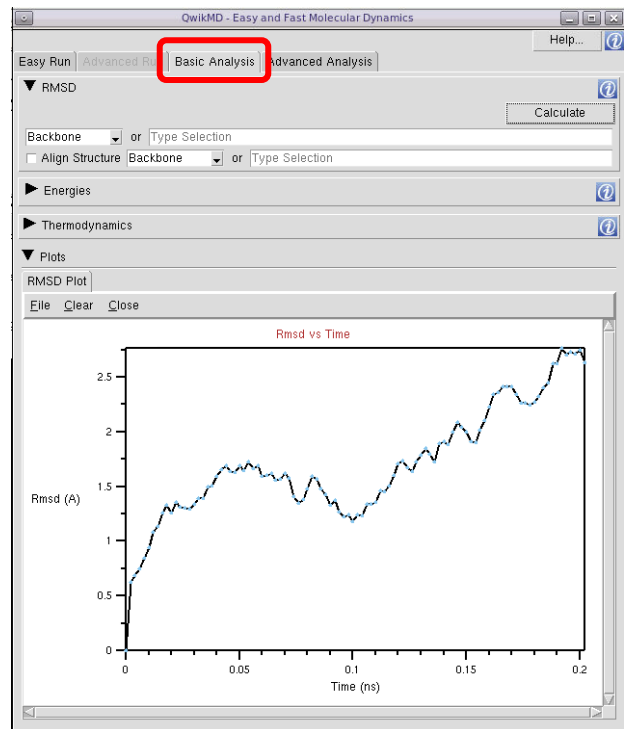 QwikMD - Easy and Fast Molecular Dynamics
Help...
Easy Run Advanced Ru Basic Analysis Advanced Analysis
RMSD
Calculate
Backbone or Type Selection
Align Structure Backbone or Type Selection
Energies
Thermodynamics
Plots
RMSD Plot
File Clear Close
Rmsd vs Time
2.5
2
1.5
Rmsd (A)
1
0.5
0
0 0.05 0.1 0.15 0.2
Time (ns)